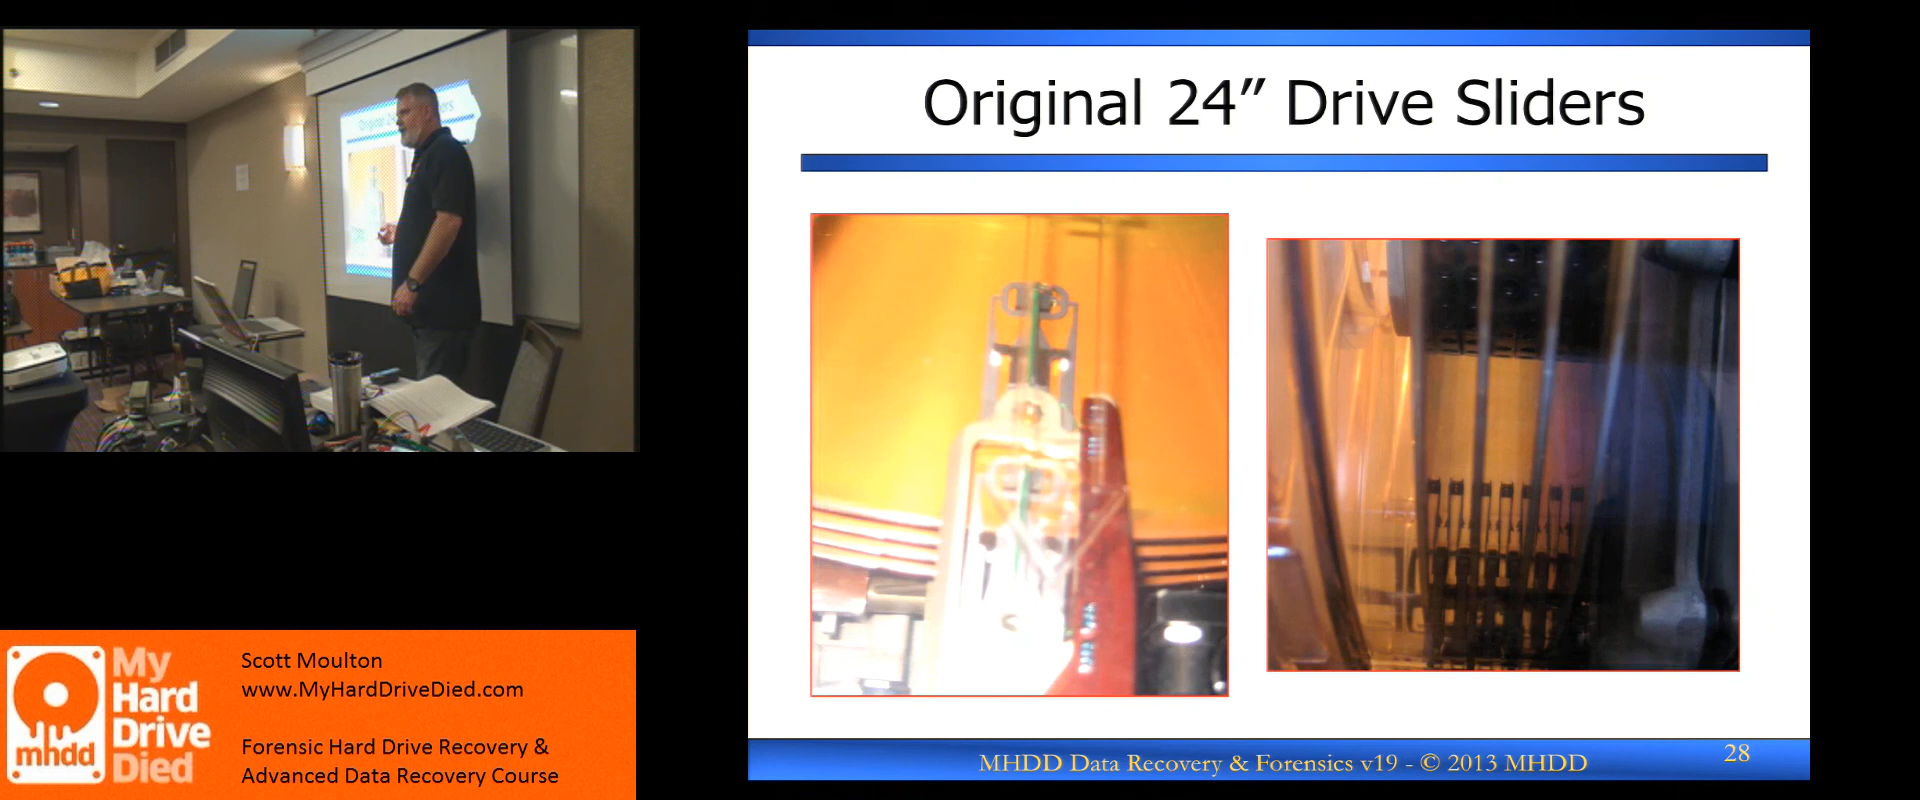 Original 24” Drive Sliders
MHDD Data Recovery & Forensics v19 - © 2013 MHDD
28
My
Hard
Drive
Died
mhdd
Scott Moulton
www.MyHardDriveDied.com
Forensic Hard Drive Recovery &
Advanced Data Recovery Course